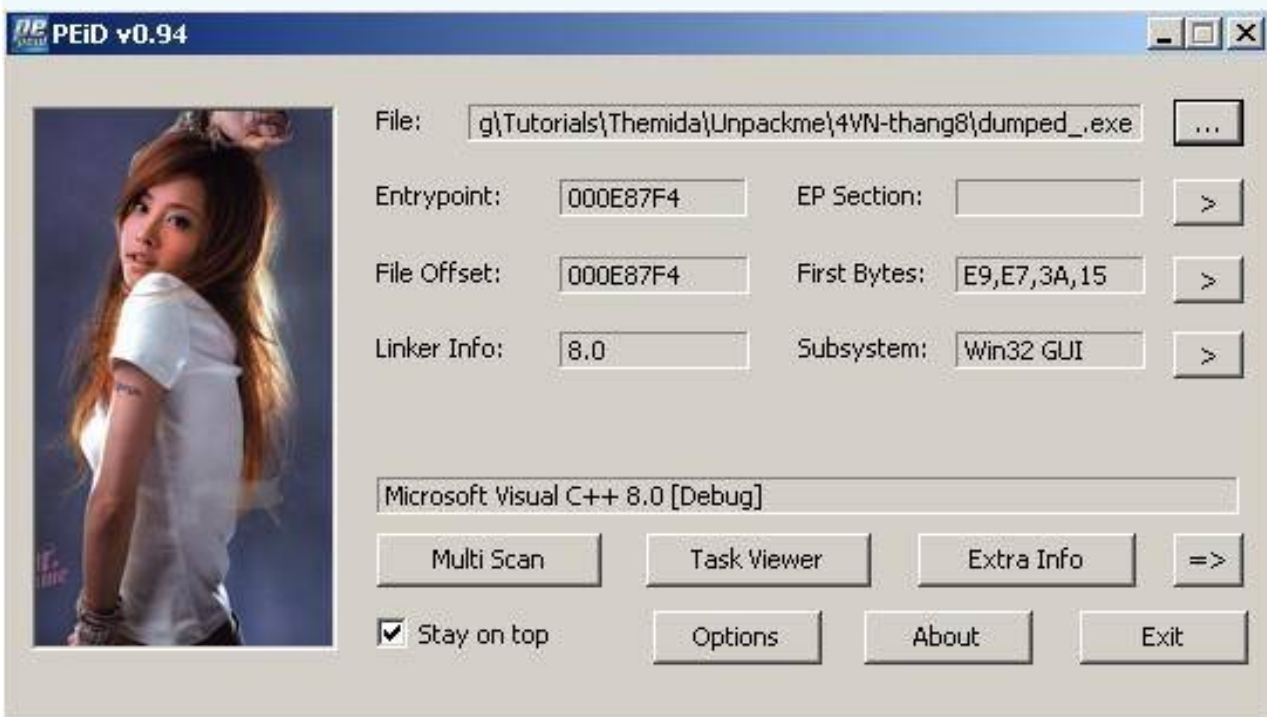 PEiD v0.94
File: g\Tutorials\Themida\Unpackme\4VN-thang8\dumped_.exe ...
Entrypoint: 000E87F4 EP Section: >
File Offset: 000E87F4 First Bytes: E9,E7,3A,15 >
Linker Info: 8.0 Subsystem: Win32 GUI >
Microsoft Visual C++ 8.0 [Debug]
Multi Scan Task Viewer Extra Info =>
Stay on top Options About Exit